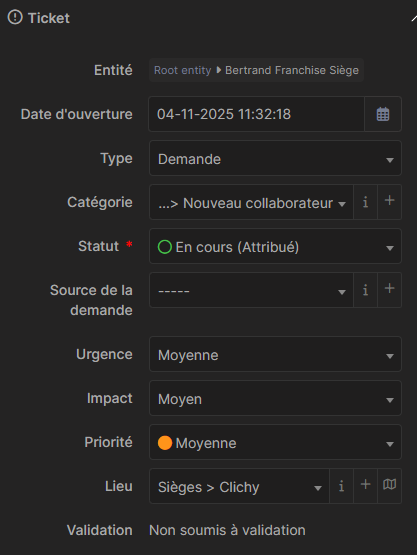 Ticket
Entité Root entity Bertrand Franchise Siège
Date d'ouverture 04-11-2025 11:32:18
Type Demande
Catégorie ...> Nouveau collaborateur
Statut * En cours (Attribué)
Source de la -----
demande
Urgence Moyenne
Impact Moyen
Priorité Moyenne
Lieu Sièges > Clichy
Validation Non soumis à validation